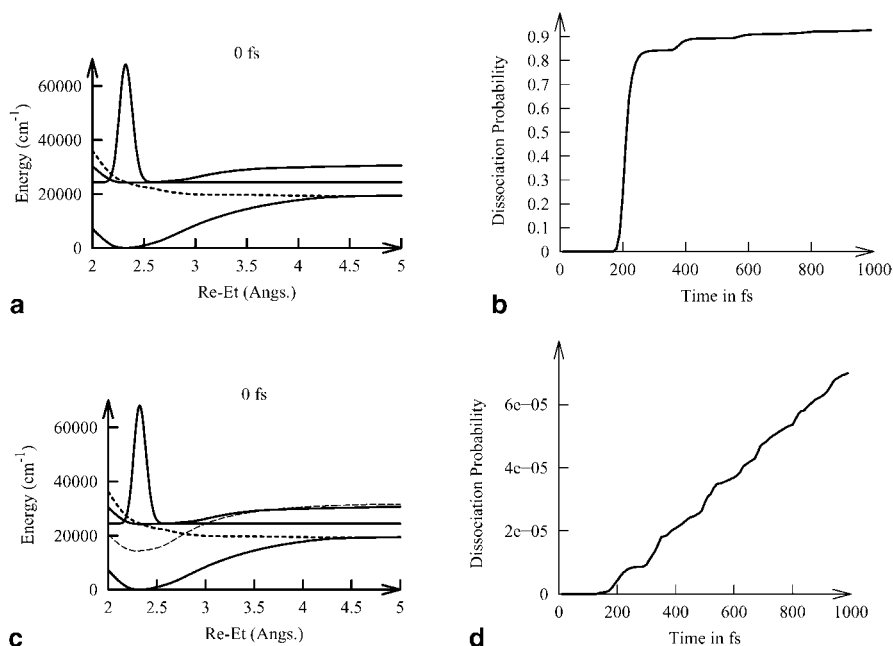 0 fs
Energy (cm⁻¹)
60000
40000
20000
0
2 2.5 3 3.5 4 4.5 5
Re-Et (Angs.)
a
Dissociation Probability
0.9
0.8
0.7
0.6
0.5
0.4
0.3
0.2
0.1
0
0 200 400 600 800 1000
Time in fs
b
0 fs
Energy (cm⁻¹)
60000
40000
20000
0
2 2.5 3 3.5 4 4.5 5
Re-Et (Angs.)
c
Dissociation Probability
6e−05
4e−05
2e−05
0
0 200 400 600 800 1000
Time in fs
d